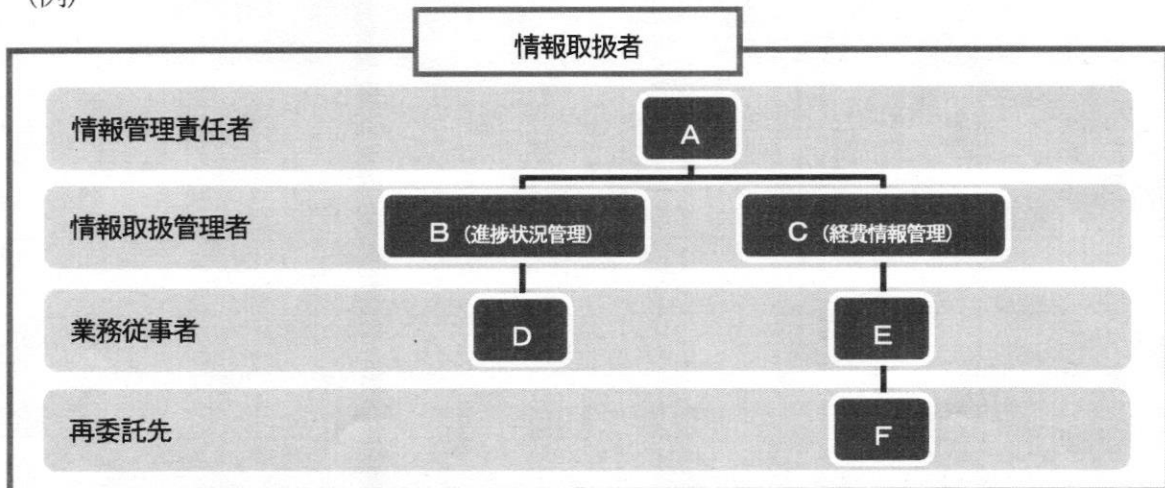 (例)
情報取扱者
情報管理責任者
A
情報取扱管理者
B (進捗状況管理)
C (経費情報管理)
業務従事者
D
E
再委託先
F